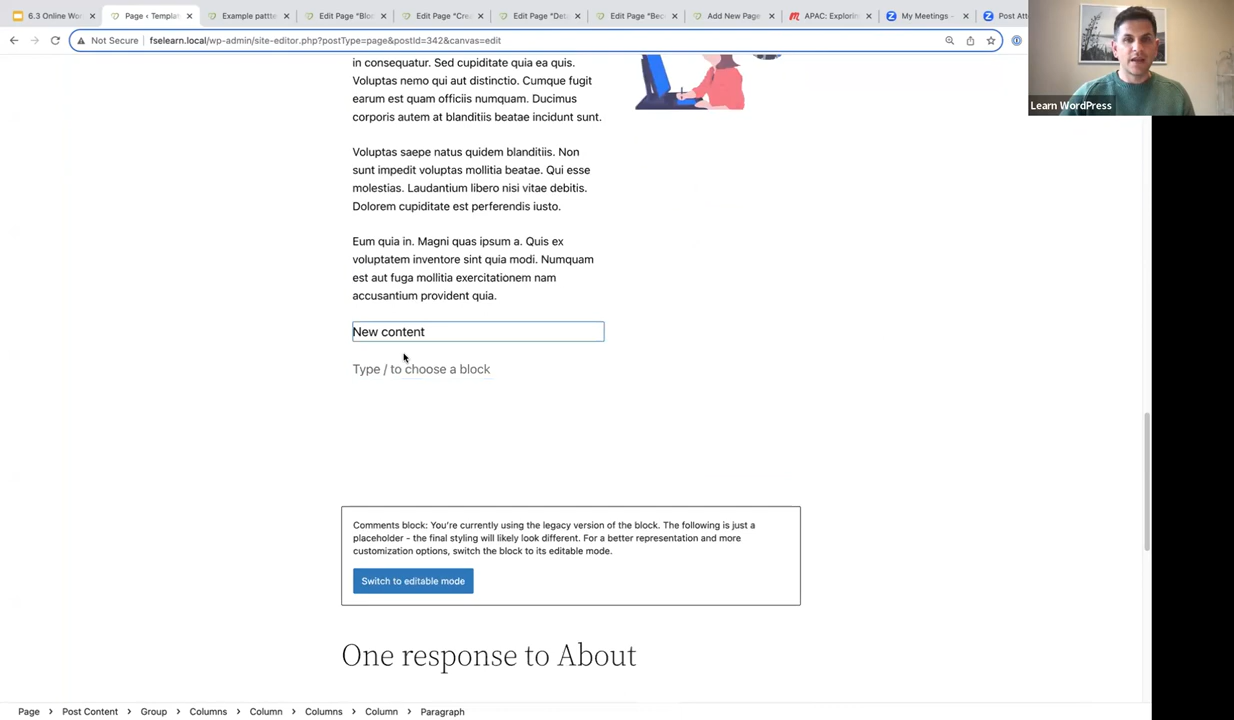 6.3 Online Wor
Page ‹ Templat
Example pattte
Edit Page “Blo
Edit Page “Cre
Edit Page “Deta
Edit Page “Bec
Add New Page
APAC: Explorin
My Meetings -
Post Att
Not Secure
fselearn.local/wp-admin/site-editor.php?postType=page&postId=342&canvas=edit
in consequatur. Sed cupiditate quia ea quis.
Voluptas nemo qui aut distinctio. Cumque fugit
earum est quam officiis numquam. Ducimus
corporis autem at blanditiis beatae incidunt sunt.
Voluptas saepe natus quidem blanditiis. Non
sunt impedit voluptas mollitia beatae. Qui esse
molestias. Laudantium libero nisi vitae debitis.
Dolorem cupiditate est perferendis iusto.
Eum quia in. Magni quas ipsum a. Quis ex
voluptatem inventore sint quia modi. Numquam
est aut fuga mollitia exercitationem nam
accusantium provident quia.
New content
Type / to choose a block
Comments block: You're currently using the legacy version of the block. The following is just a
placeholder - the final styling will likely look different. For a better representation and more
customization options, switch the block to its editable mode.
Switch to editable mode
One response to About
Page > Post Content > Group > Columns > Column > Columns > Column > Paragraph
Learn WordPress